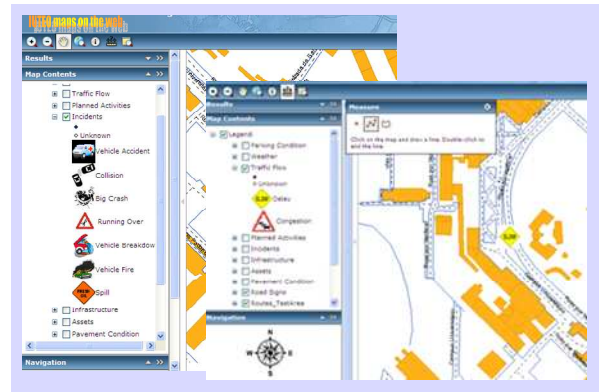 maps on the web
Results
Map Contents
Traffic Flow
Planned Activities
Incidents
Unknown
Vehicle Accident
Collision
Big Crash
Running Over
Vehicle Breakdow
Vehicle Fire
Spill
Infrastructure
Assets
Pavement Condition
Navigation
Results
Map Contents
Legend
Parking Condition
Weather
Traffic Flow
Unknown
SLOW
Delay
Congestion
Planned Activities
Incidents
Infrastructure
Assets
Pavement Condition
Road Signs
Routes_TestArea
Navigation
N
W
E
S
Measure
Click on the map and draw a line. Double-click to
end the line.
SLOW